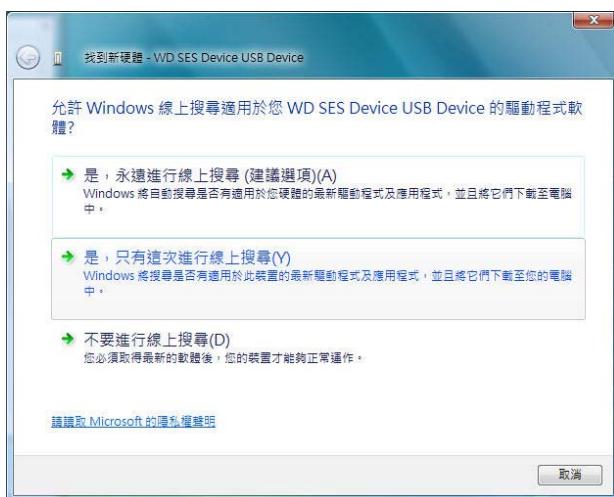 找到新硬體 - WD SES Device USB Device
允許 Windows 線上搜尋適用於您 WD SES Device USB Device 的驅動程式軟
體?
是，永遠進行線上搜尋 (建議選項)(A)
Windows 將自動搜尋是否有適用於您硬體的最新驅動程式及應用程式，並且將它們下載至電腦
中。
是，只有這次進行線上搜尋(Y)
Windows 將搜尋是否有適用於此裝置的最新驅動程式及應用程式，並且將它們下載至您的電腦
中。
不要進行線上搜尋(D)
您必須取得最新的軟體後，您的裝置才能夠正常運作。
請讀取 Microsoft 的隱私權聲明
取消